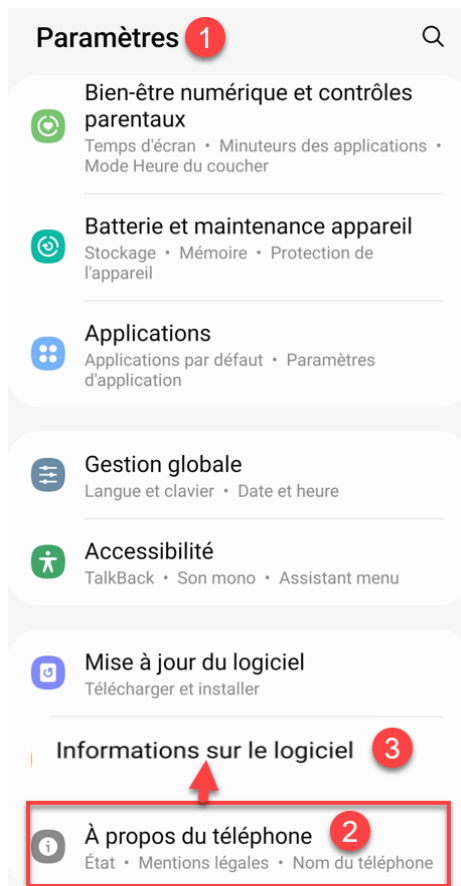 Paramètres 1
Bien-être numérique et contrôles
parentaux
Temps d'écran • Minuteurs des applications •
Mode Heure du coucher
Batterie et maintenance appareil
Stockage • Mémoire • Protection de
l'appareil
Applications
Applications par défaut • Paramètres
d'application
Gestion globale
Langue et clavier • Date et heure
Accessibilité
TalkBack • Son mono • Assistant menu
Mise à jour du logiciel
Télécharger et installer
Informations sur le logiciel 3
À propos du téléphone 2
État • Mentions légales • Nom du téléphone